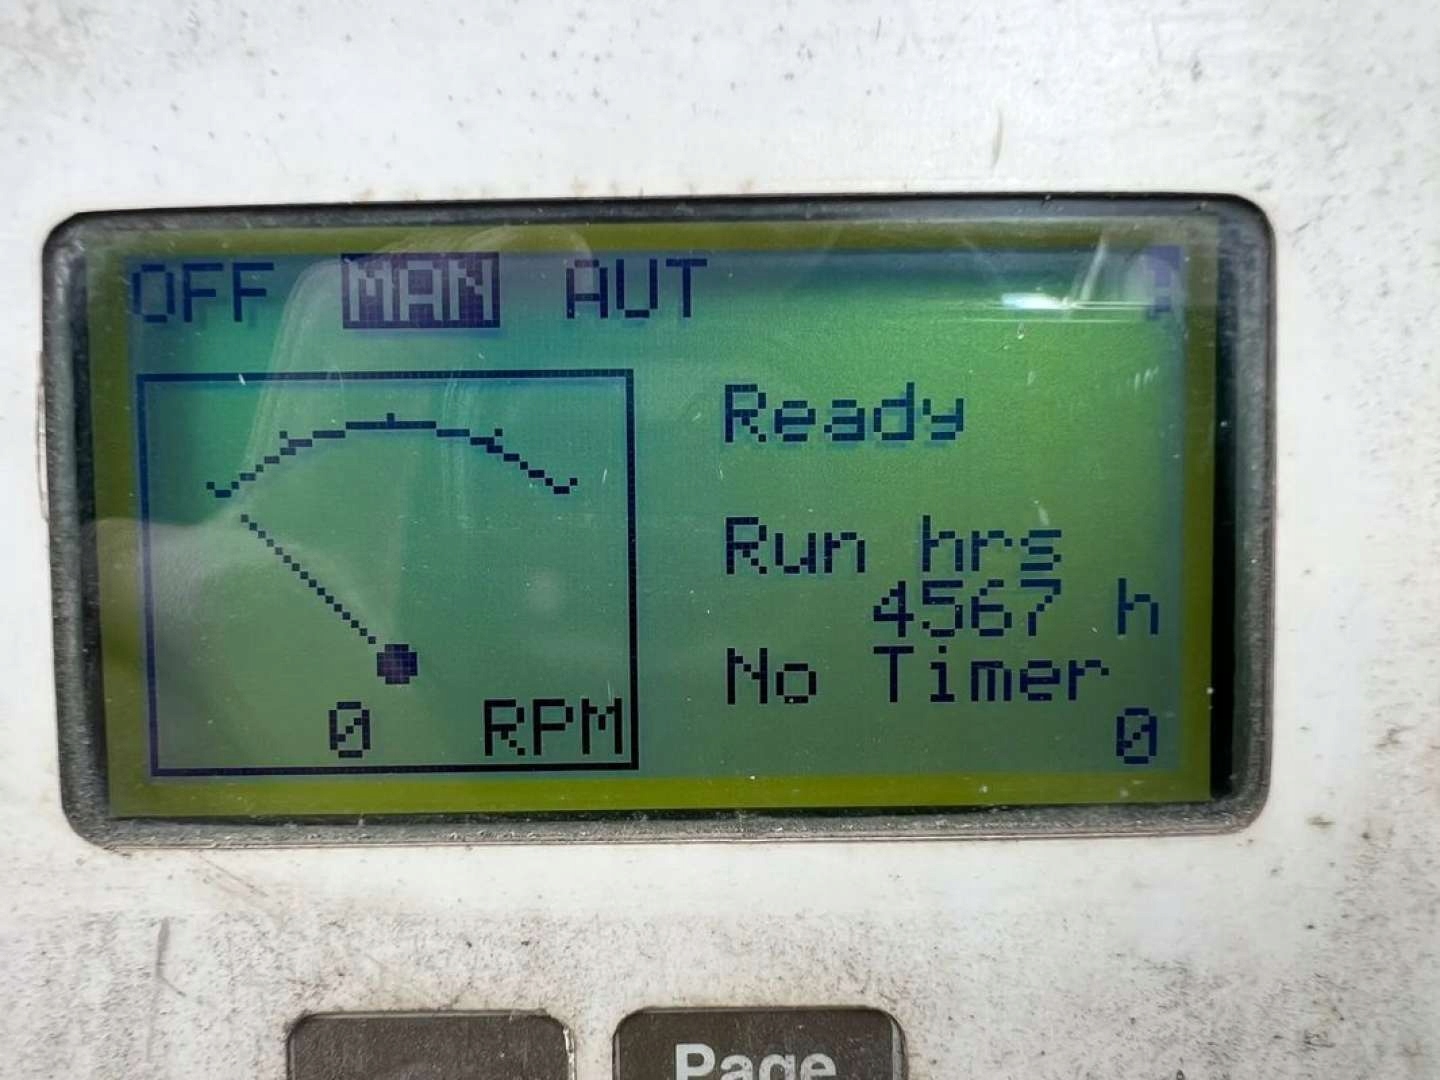 OFF MAN AUT
Ready
Run hrs
4567 h
No Timer
0
0 RPM
Page